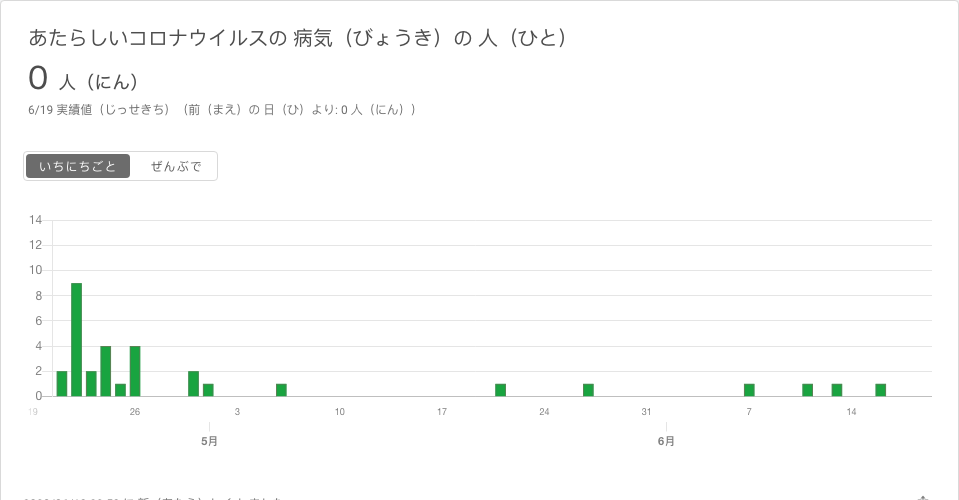 あたらしいコロナウイルスの 病気（びょうき）の 人（ひと）
0 人（にん）
6/19 実績値（じっせきち）（前（まえ）の 日（ひ）より: 0 人（にん））
いちにちごと ぜんぶで
14
12
10
8
6
4
2
0
19 26 3 10 17 24 31 7 14
5月 6月